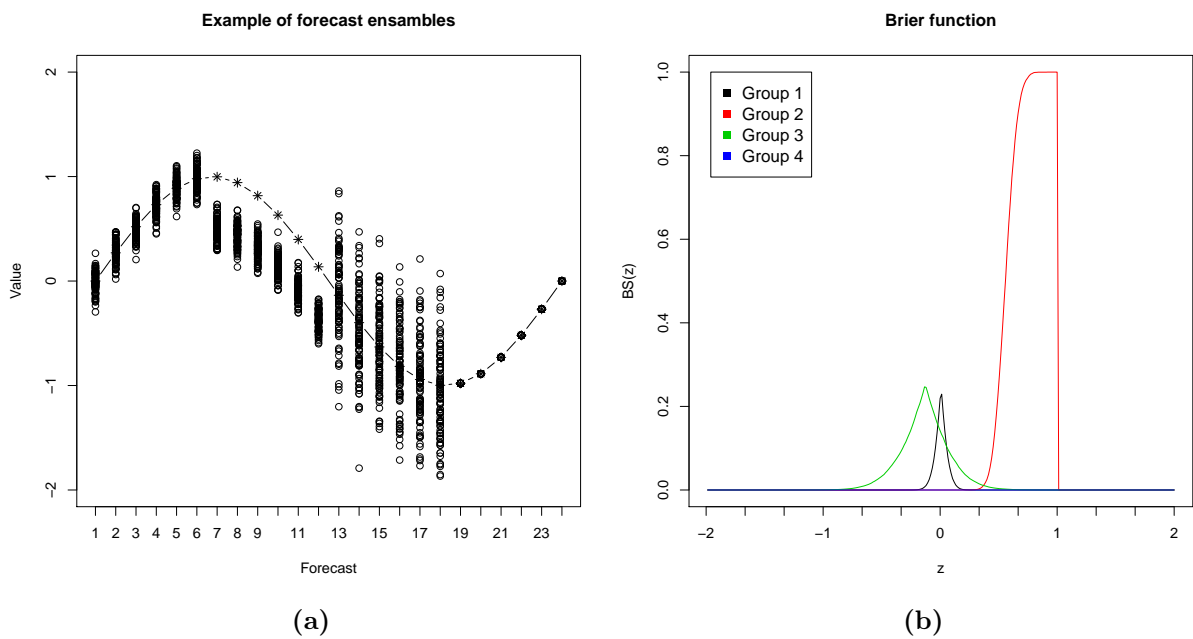 Example of forecast ensambles
Value
2
1
0
−1
−2
1 2 3 4 5 6 7 8 9 11 13 15 17 19 21 23
Forecast
(a)
Brier function
BS(z)
1.0
0.8
0.6
0.4
0.2
0.0
Group 1
Group 2
Group 3
Group 4
−2 −1 0 1 2
z
(b)